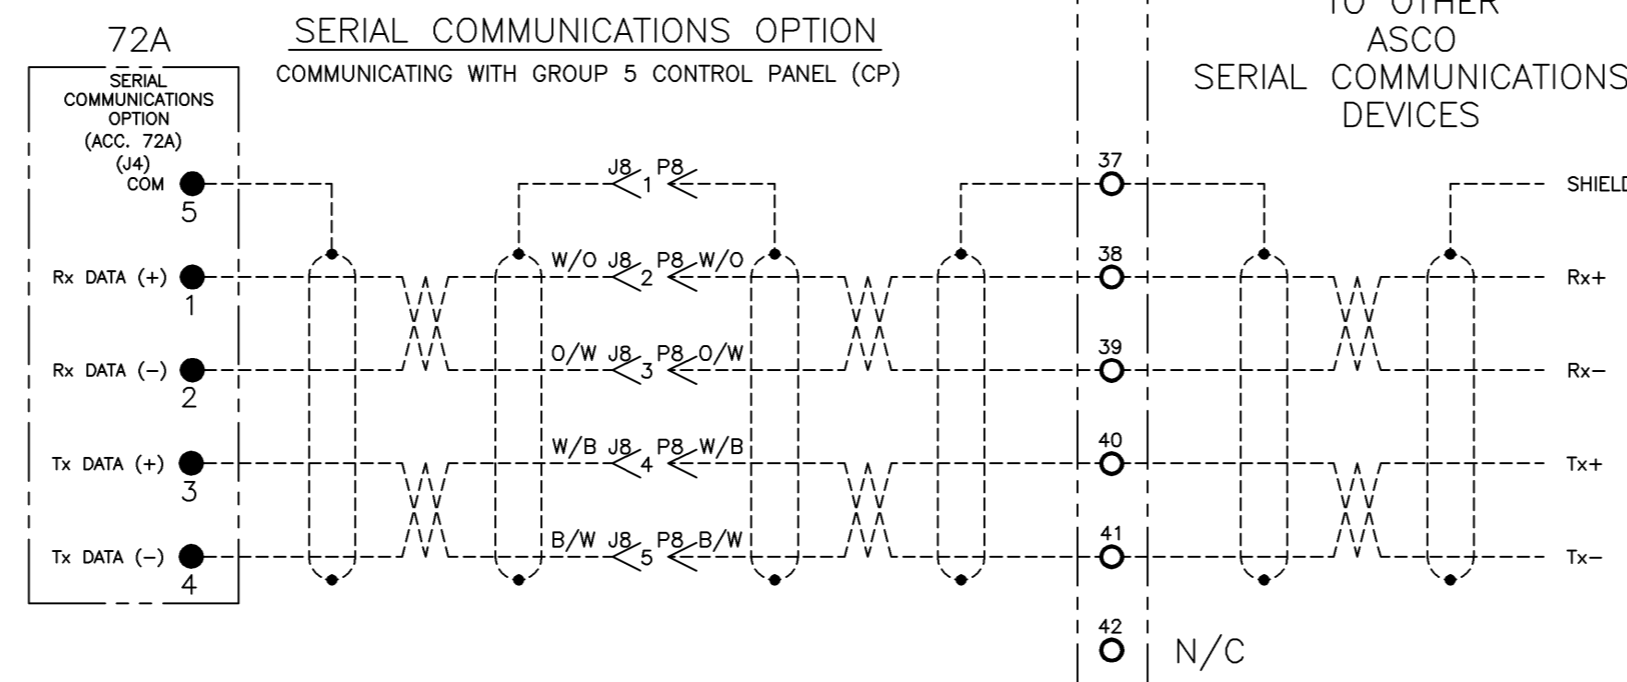 72A
SERIAL COMMUNICATIONS OPTION
COMMUNICATING WITH GROUP 5 CONTROL PANEL (CP)
TO OTHER
ASCO
SERIAL COMMUNICATIONS
DEVICES
SERIAL
COMMUNICATIONS
OPTION
(ACC. 72A)
(J4)
COM
5
J8 1 P8
37
SHIELD
Rx DATA (+)
1
W/O J8 2 P8 W/O
38
Rx+
Rx DATA (-)
2
O/W J8 3 P8 O/W
39
Rx-
Tx DATA (+)
3
W/B J8 4 P8 W/B
40
Tx+
Tx DATA (-)
4
B/W J8 5 P8 B/W
41
Tx-
42
N/C